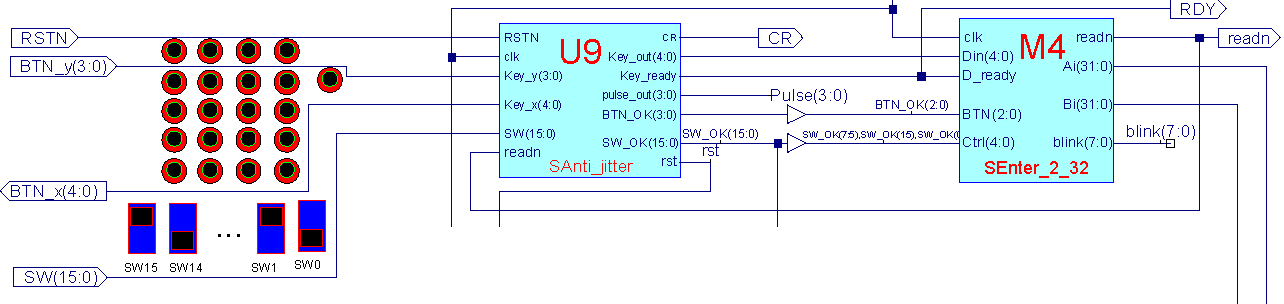 RSTN
BTN_y(3:0)
BTN_x(4:0)
SW(15:0)
SW15
SW14
...
SW1
SW0
U9
RSTN
clk
Key_y(3:0)
Key_x(4:0)
SW(15:0)
readn
CR
Key_out(4:0)
Key_ready
pulse_out(3:0)
BTN_OK(3:0)
SW_OK(15:0)
rst
SAnti_jitter
CR
Pulse(3:0)
BTN_OK(2:0)
SW_OK(15:0)
rst
SW_OK(7:5),SW_OK(15),SW_OK(
M4
clk
Din(4:0)
D_ready
BTN(2:0)
Ctrl(4:0)
readn
Ai(31:0)
Bi(31:0)
blink(7:0)
SEnter_2_32
RDY
readn
blink(7:0)